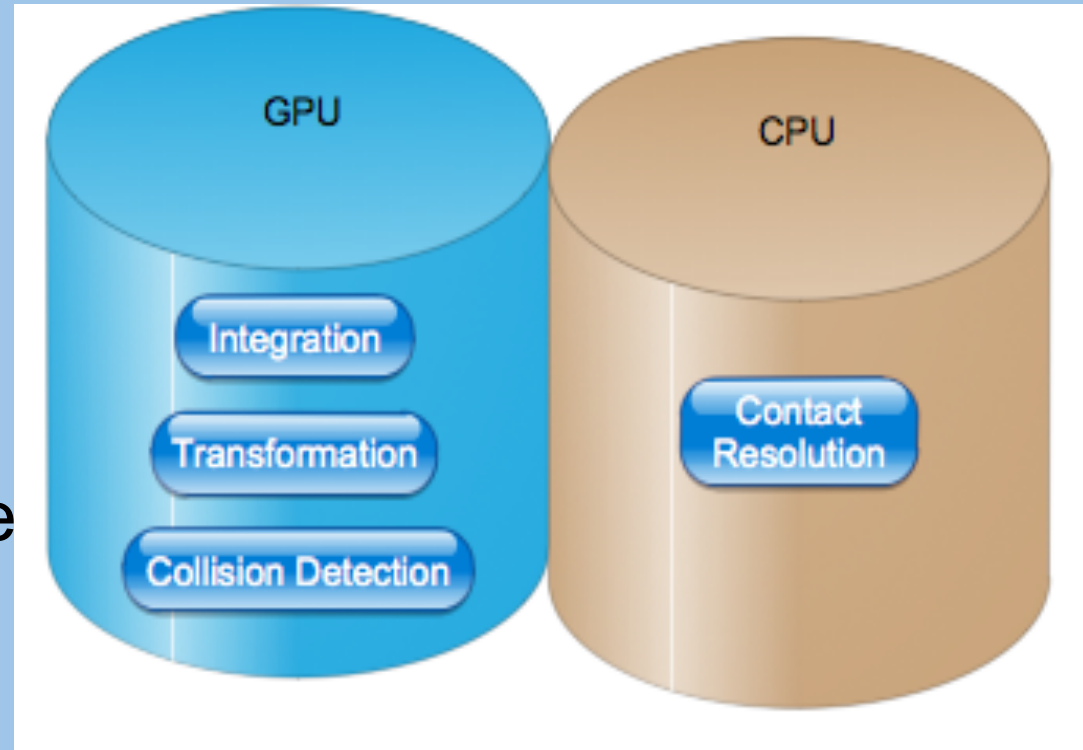 GPU
CPU
Integration
Transformation
Collision Detection
Contact
Resolution
e